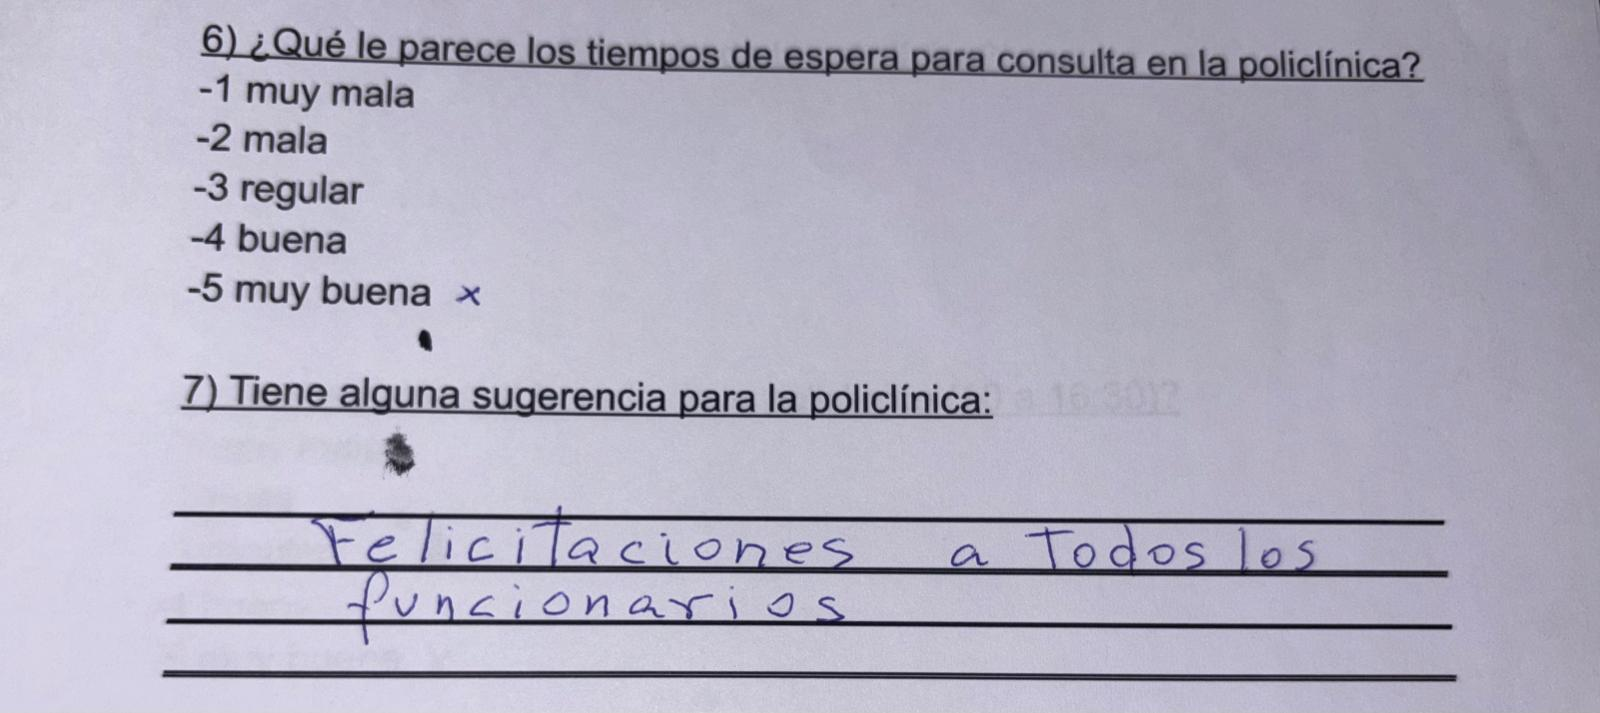 6) ¿Qué le parece los tiempos de espera para consulta en la policlínica?
-1 muy mala
-2 mala
-3 regular
-4 buena
-5 muy buena x
7) Tiene alguna sugerencia para la policlínica:
Felicitaciones a Todos los
funcionarios